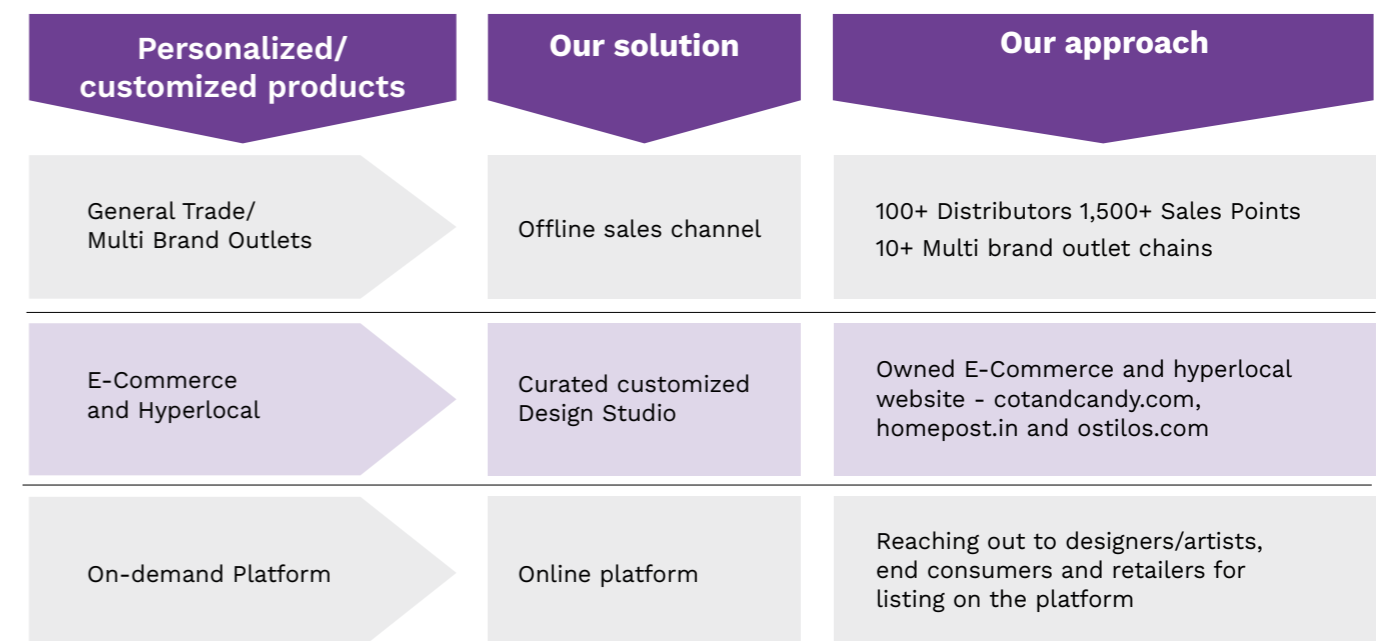 Personalized/
customized products
Our solution
Our approach
General Trade/
Multi Brand Outlets
Offline sales channel
100+ Distributors 1,500+ Sales Points
10+ Multi brand outlet chains
E-Commerce
and Hyperlocal
Curated customized
Design Studio
Owned E-Commerce and hyperlocal
website - cotandcandy.com,
homepost.in and ostilos.com
On-demand Platform
Online platform
Reaching out to designers/artists,
end consumers and retailers for
listing on the platform